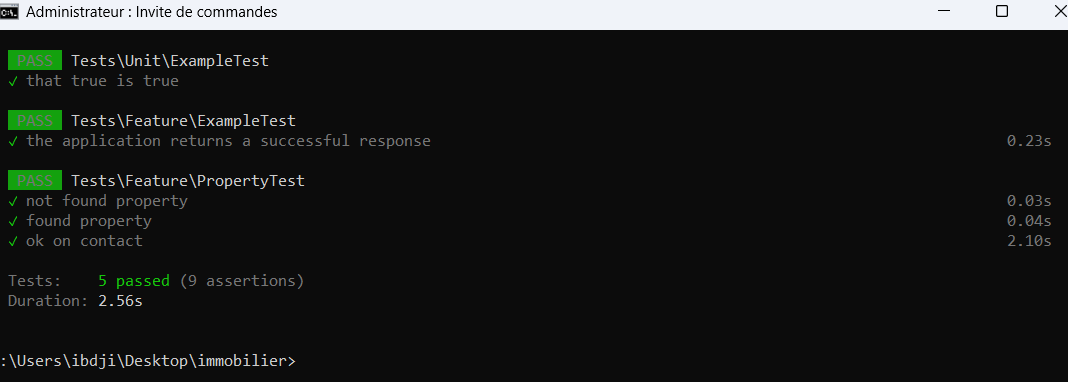 Administrateur : Invite de commandes
PASS Tests\Unit\ExampleTest
✓ that true is true
PASS Tests\Feature\ExampleTest
✓ the application returns a successful response 0.23s
PASS Tests\Feature\PropertyTest
✓ not found property 0.03s
✓ found property 0.04s
✓ ok on contact 2.10s
Tests: 5 passed (9 assertions)
Duration: 2.56s
:\Users\ibdji\Desktop\immobilier>